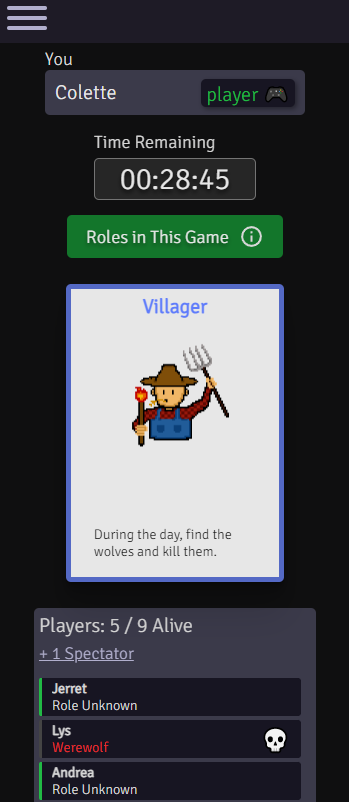 You
Colette
player
Time Remaining
00:28:45
Roles in This Game
Villager
During the day, find the
wolves and kill them.
Players: 5 / 9 Alive
+ 1 Spectator
Jerret
Role Unknown
Lys
Werewolf
Andrea
Role Unknown